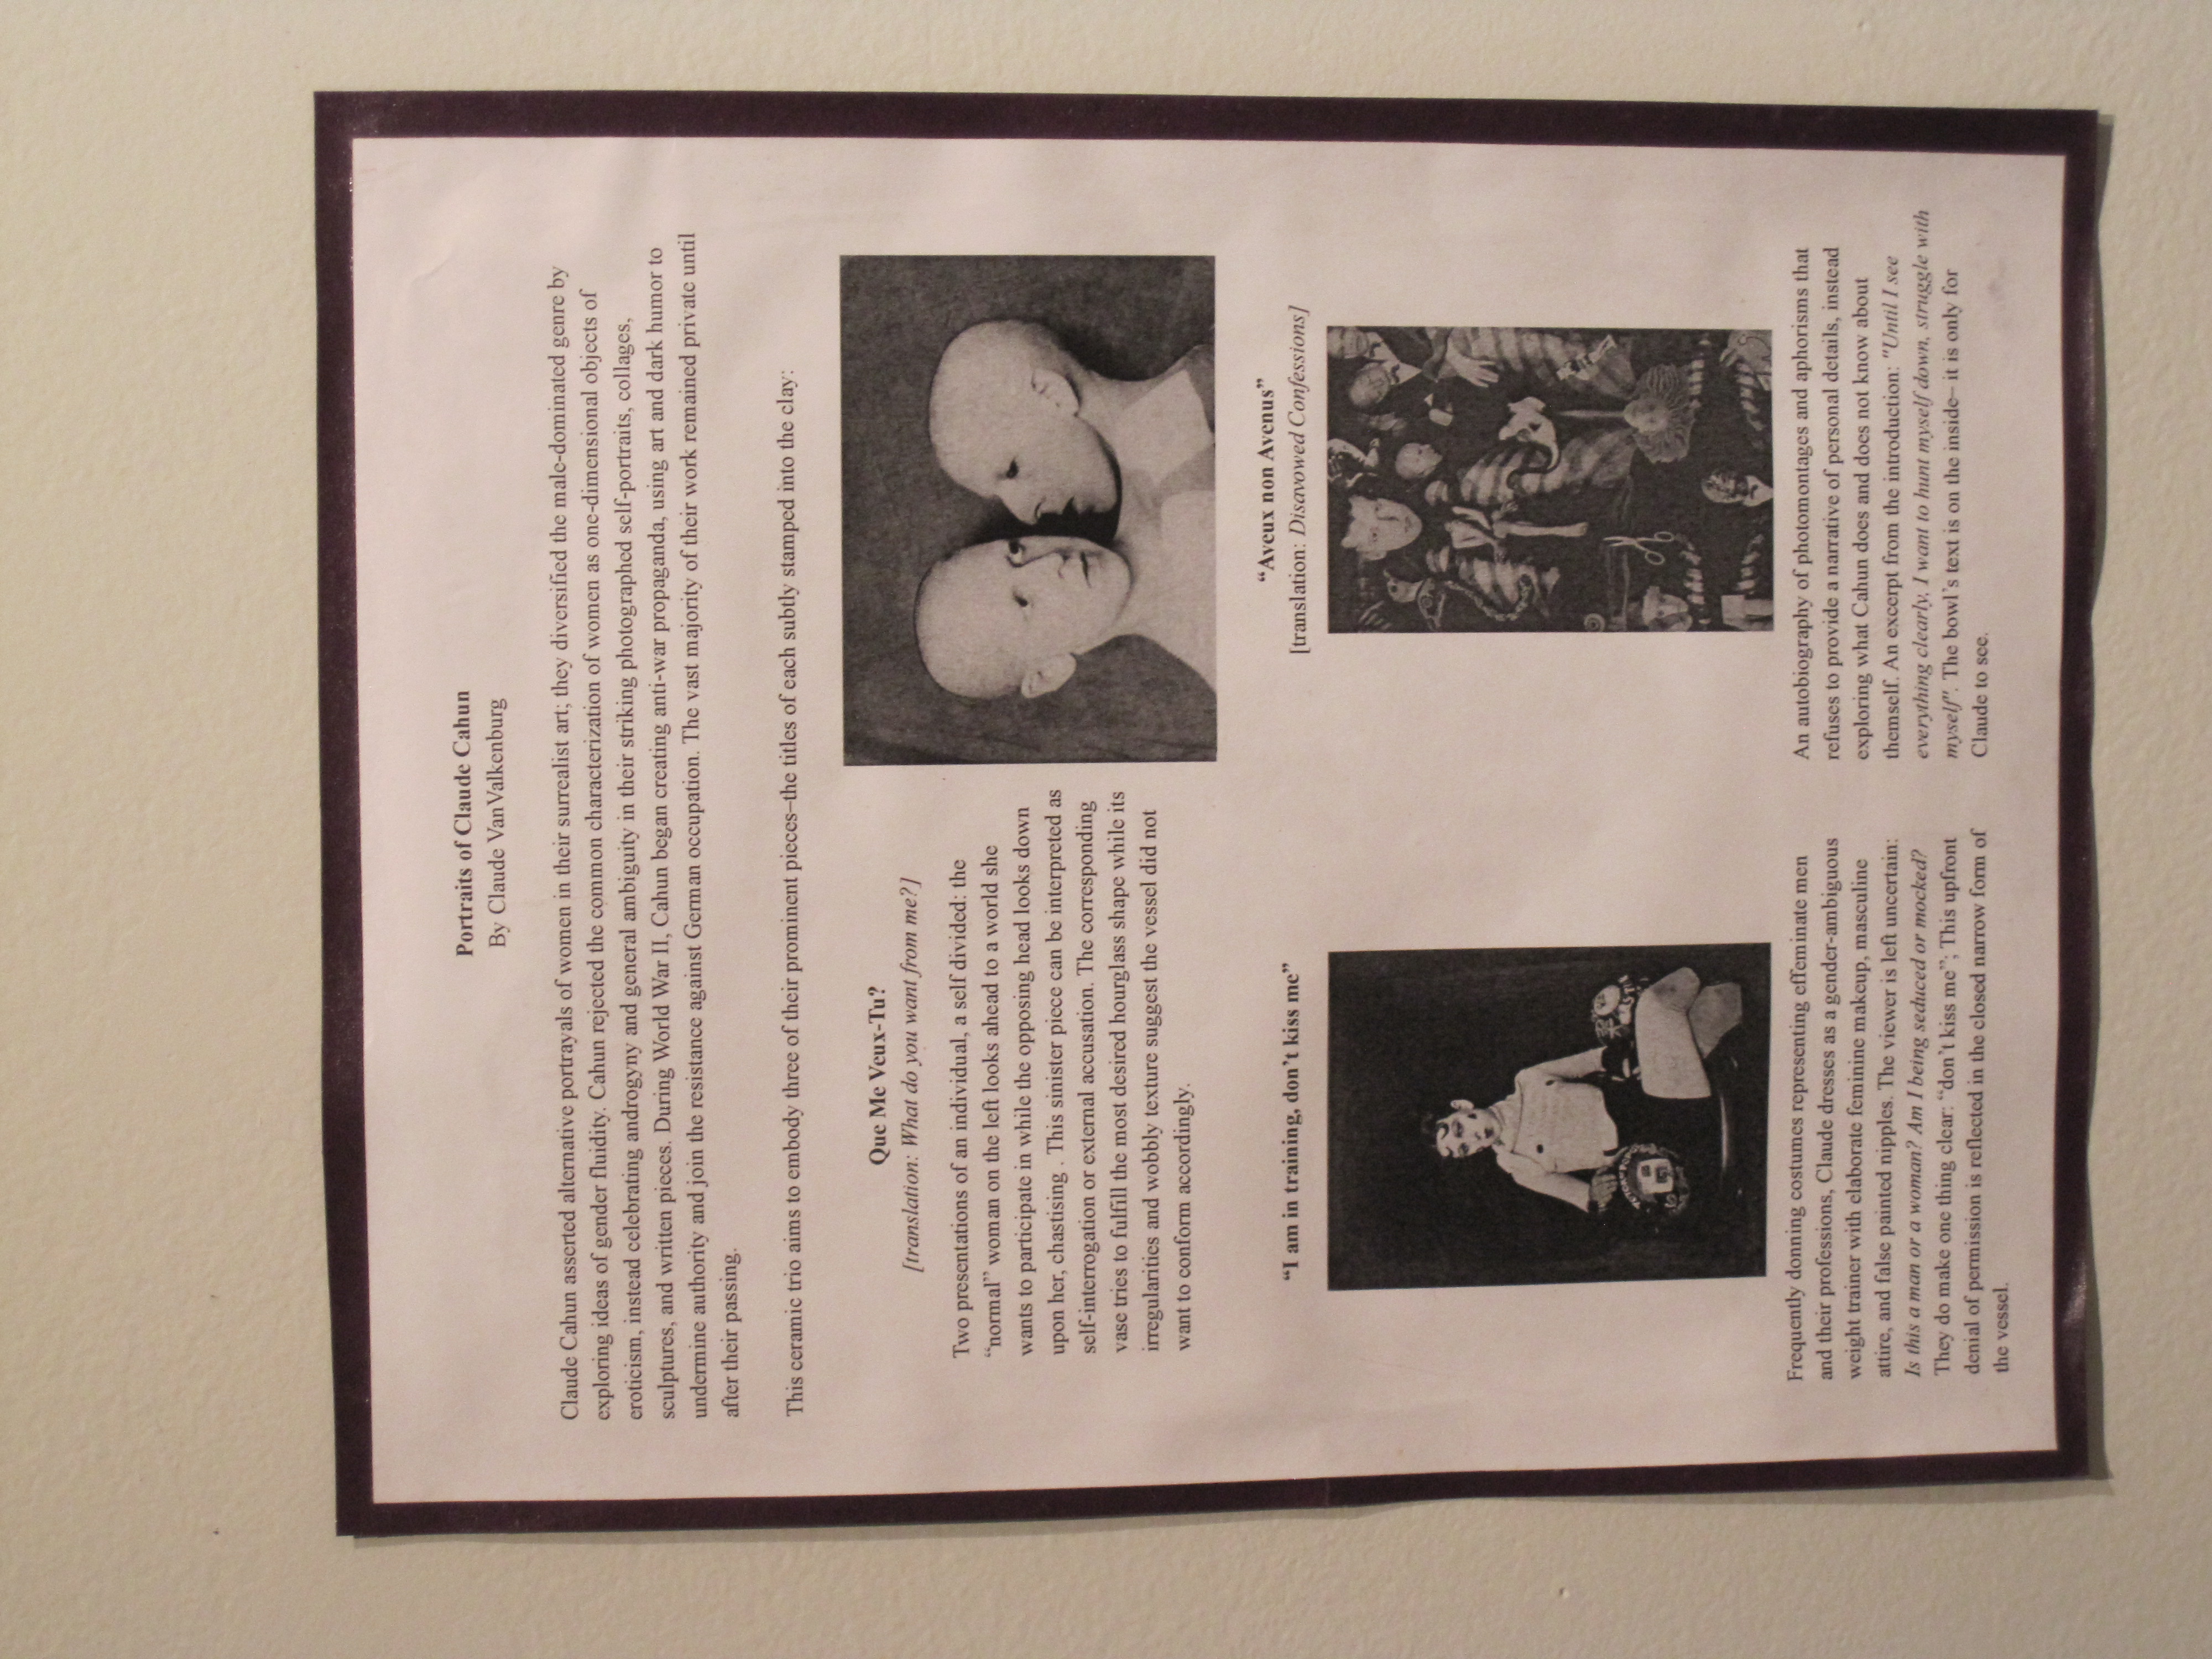 Portraits of Claude Cahun
By Claude VanValkenburg
Claude Cahun asserted alternative portrayals of women in their surrealist art; they diversified the male-dominated genre by
exploring ideas of gender fluidity. Cahun rejected the common characterization of women as one-dimensional objects of
eroticism, instead celebrating androgyny and general ambiguity in their striking photographed self-portraits, collages,
sculptures, and written pieces. During World War II, Cahun began creating anti-war propaganda, using art and dark humor to
undermine authority and join the resistance against German occupation. The vast majority of their work remained private until
after their passing.
This ceramic trio aims to embody three of their prominent pieces–the titles of each subtly stamped into the clay:
Que Me Veux-Tu?
[translation: What do you want from me?]
Two presentations of an individual, a self divided: the
“normal” woman on the left looks ahead to a world she
wants to participate in while the opposing head looks down
upon her, chastising . This sinister piece can be interpreted as
self-interrogation or external accusation. The corresponding
vase tries to fulfill the most desired hourglass shape while its
irregularities and wobbly texture suggest the vessel did not
want to conform accordingly.
“I am in training, don’t kiss me”
Frequently donning costumes representing effeminate men
and their professions, Claude dresses as a gender-ambiguous
weight trainer with elaborate feminine makeup, masculine
attire, and false painted nipples. The viewer is left uncertain:
Is this a man or a woman? Am I being seduced or mocked?
They do make one thing clear: “don’t kiss me”; This upfront
denial of permission is reflected in the closed narrow form of
the vessel.
“Aveux non Avenus”
[translation: Disavowed Confessions]
An autobiography of photomontages and aphorisms that
refuses to provide a narrative of personal details, instead
exploring what Cahun does and does not know about
themself. An excerpt from the introduction: "Until I see
everything clearly, I want to hunt myself down, struggle with
myself". The bowl’s text is on the inside– it is only for
Claude to see.